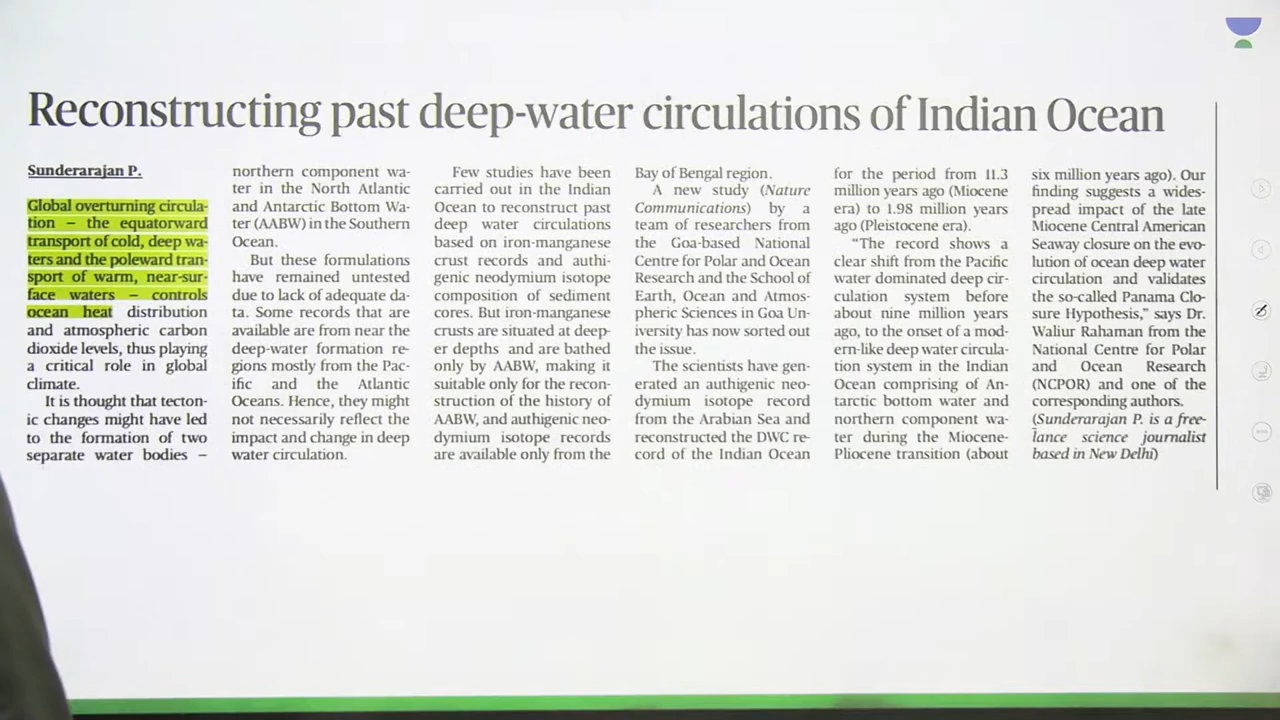 Reconstructing past deep-water circulations of Indian Ocean
Sunderarajan P.
Global overturning circula-
tion – the equatorward
transport of cold, deep wa-
ters and the poleward tran-
sport of warm, near-sur-
face waters – controls
ocean heat distribution
and atmospheric carbon
dioxide levels, thus playing
a critical role in global
climate.
It is thought that tecton-
ic changes might have led
to the formation of two
separate water bodies –
northern component wa-
ter in the North Atlantic
and Antarctic Bottom Wa-
ter (AABW) in the Southern
Ocean.
But these formulations
have remained untested
due to lack of adequate da-
ta. Some records that are
available are from near the
deep-water formation re-
gions mostly from the Pac-
ific and the Atlantic
Oceans. Hence, they might
not necessarily reflect the
impact and change in deep
water circulation.
Few studies have been
carried out in the Indian
Ocean to reconstruct past
deep water circulations
based on iron-manganese
crust records and authi-
genic neodymium isotope
composition of sediment
cores. But iron-manganese
crusts are situated at deep-
er depths and are bathed
only by AABW, making it
suitable only for the recon-
struction of the history of
AABW, and authigenic neo-
dymium isotope records
are available only from the
Bay of Bengal region.
A new study (Nature
Communications) by a
team of researchers from
the Goa-based National
Centre for Polar and Ocean
Research and the School of
Earth, Ocean and Atmos-
pheric Sciences in Goa Un-
iversity has now sorted out
the issue.
The scientists have gen-
erated an authigenic neo-
dymium isotope record
from the Arabian Sea and
reconstructed the DWC re-
cord of the Indian Ocean
for the period from 11.3
million years ago (Miocene
era) to 1.98 million years
ago (Pleistocene era).
“The record shows a
clear shift from the Pacific
water dominated deep cir-
culation system before
about nine million years
ago, to the onset of a mod-
ern-like deep water circula-
tion system in the Indian
Ocean comprising of An-
tarctic bottom water and
northern component wa-
ter during the Miocene-
Pliocene transition (about
six million years ago). Our
finding suggests a wides-
pread impact of the late
Miocene Central American
Seaway closure on the evo-
lution of ocean deep water
circulation and validates
the so-called Panama Clo-
sure Hypothesis,” says Dr.
Waliur Rahaman from the
National Centre for Polar
and Ocean Research
(NCPOR) and one of the
corresponding authors.
(Sunderarajan P. is a free-
lance science journalist
based in New Delhi)